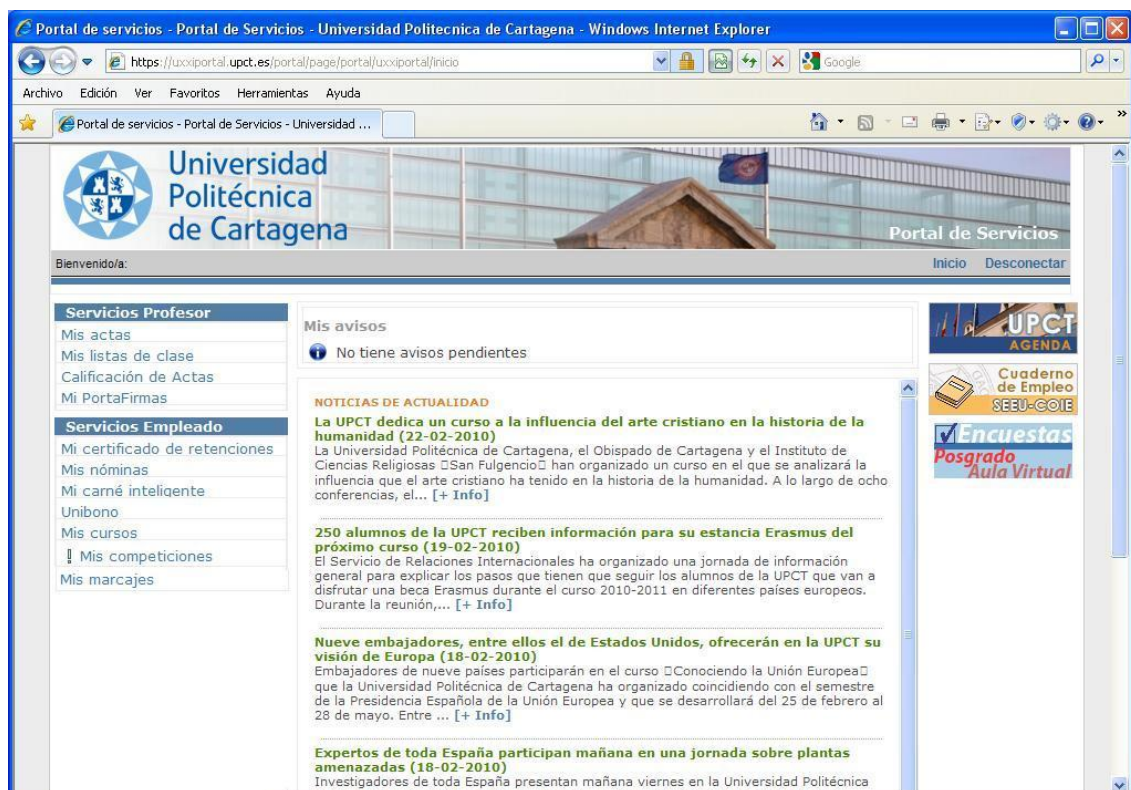 Portal de servicios - Portal de Servicios - Universidad Politecnica de Cartagena - Windows Internet Explorer
https://uxxiportal.upct.es/portal/page/portal/uxxiportal/inicio
Google
Archivo Edición Ver Favoritos Herramientas Ayuda
Portal de servicios - Portal de Servicios - Universidad ...
Universidad
Politécnica
de Cartagena
Portal de Servicios
Bienvenido/a:
Inicio Desconectar
Servicios Profesor
Mis actas
Mis listas de clase
Calificación de Actas
Mi PortaFirmas
Servicios Empleado
Mi certificado de retenciones
Mis nóminas
Mi carné inteligente
Unibono
Mis cursos
! Mis competiciones
Mis marcajes
Mis avisos
No tiene avisos pendientes
NOTICIAS DE ACTUALIDAD
La UPCT dedica un curso a la influencia del arte cristiano en la historia de la
humanidad (22-02-2010)
La Universidad Politécnica de Cartagena, el Obispado de Cartagena y el Instituto de
Ciencias Religiosas □San Fulgencio□ han organizado un curso en el que se analizará la
influencia que el arte cristiano ha tenido en la historia de la humanidad. A lo largo de ocho
conferencias, el... [+ Info]
250 alumnos de la UPCT reciben información para su estancia Erasmus del
próximo curso (19-02-2010)
El Servicio de Relaciones Internacionales ha organizado una jornada de información
general para explicar los pasos que tienen que seguir los alumnos de la UPCT que van a
disfrutar una beca Erasmus durante el curso 2010-2011 en diferentes países europeos.
Durante la reunión,... [+ Info]
Nueve embajadores, entre ellos el de Estados Unidos, ofrecerán en la UPCT su
visión de Europa (18-02-2010)
Embajadores de nueve países participarán en el curso □Conociendo la Unión Europea□
que la Universidad Politécnica de Cartagena ha organizado coincidiendo con el semestre
de la Presidencia Española de la Unión Europea y que se desarrollará del 25 de febrero al
28 de mayo. Entre ... [+ Info]
Expertos de toda España participan mañana en una jornada sobre plantas
amenazadas (18-02-2010)
Investigadores de toda España presentan mañana viernes en la Universidad Politécnica
UPCT
AGENDA
Cuaderno
de Empleo
SEEU-COIE
Encuestas
Posgrado
Aula Virtual